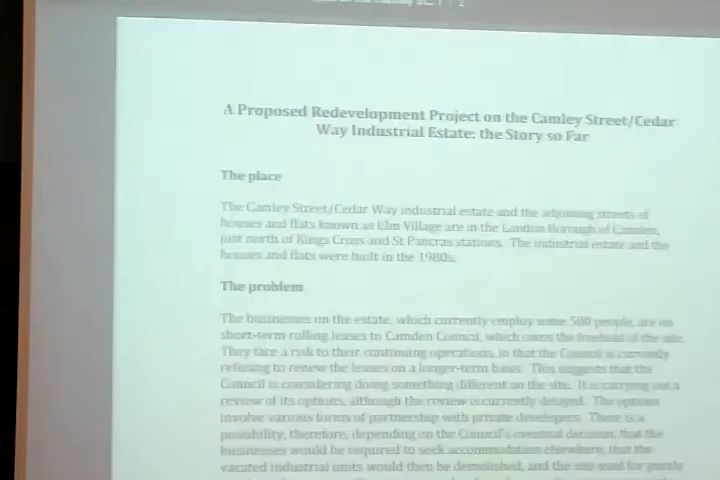 A Proposed Redevelopment Project on the Camley Street/Cedar
Way Industrial Estate: the Story so Far
The place
The Camley Street/Cedar Way industrial estate and the adjoining streets of
houses and flats known as Elm Village are in the London Borough of Camden,
just north of Kings Cross and St Pancras stations. The industrial estate and the
houses and flats were built in the 1980s.
The problem
The businesses on the estate, which currently employ some 500 people, are on
short-term rolling leases to Camden Council, which owns the freehold of the site.
They face a risk to their continuing operations, in that the Council is currently
refusing to renew the leases on a longer-term basis. This suggests that the
Council is considering doing something different on the site. It is carrying out a
review of its options, although the review is currently delayed. The options
involve various forms of partnership with private developers. There is a
possibility, therefore, depending on the Council's eventual decision, that the
businesses would be required to seek accommodation elsewhere, that the
vacated industrial units would then be demolished, and the site used for purely